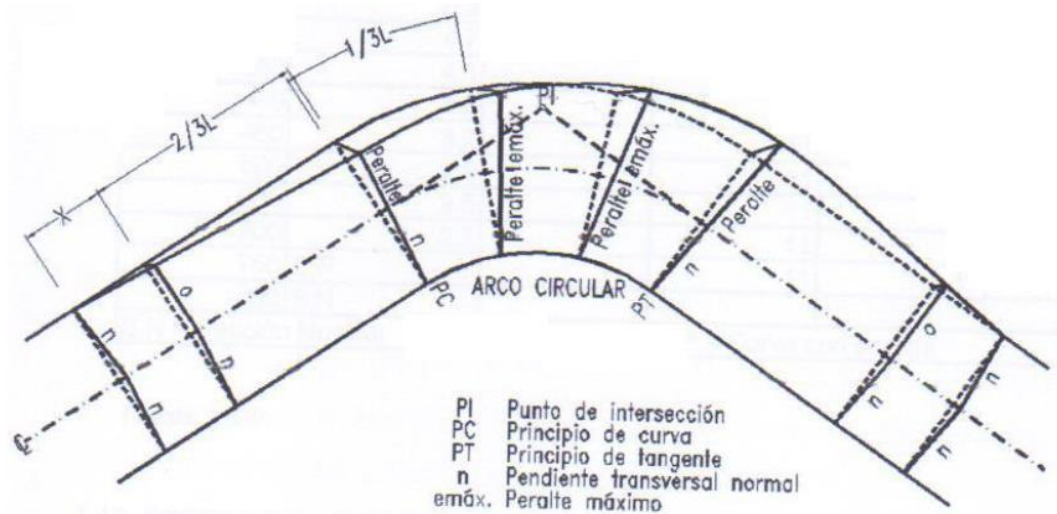 1/3L
2/3L
X
PI
Peralte
Peralte emáx.
Peralte emáx.
Peralte
n
n
o
n
n
PC
ARCO CIRCULAR
PT
n
o
n
n
n
℄
PI Punto de intersección
PC Principio de curva
PT Principio de tangente
n Pendiente transversal normal
emáx. Peralte máximo